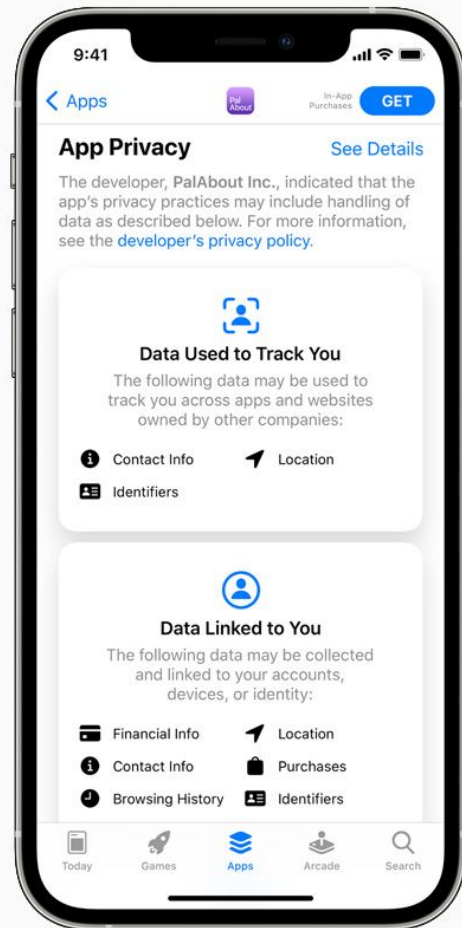 9:41
Apps
Pal
About
In-App
Purchases
GET
App Privacy
See Details
The developer, PalAbout Inc., indicated that the
app's privacy practices may include handling of
data as described below. For more information,
see the developer's privacy policy.
Data Used to Track You
The following data may be used to
track you across apps and websites
owned by other companies:
Contact Info
Location
Identifiers
Data Linked to You
The following data may be collected
and linked to your accounts,
devices, or identity:
Financial Info
Location
Contact Info
Purchases
Browsing History
Identifiers
Today
Games
Apps
Arcade
Search